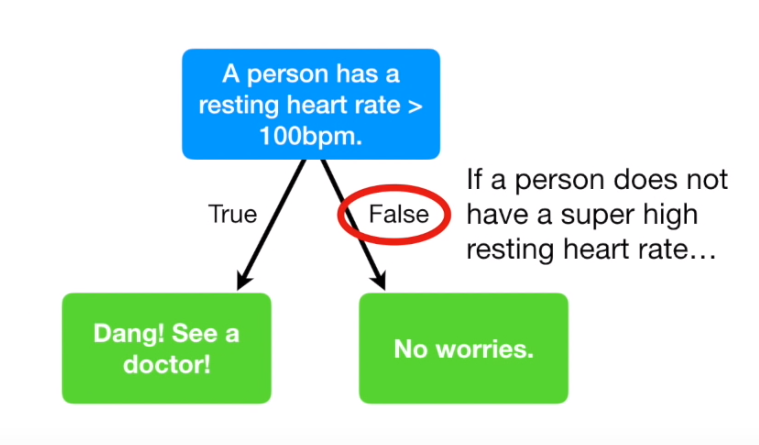 A person has a
resting heart rate >
100bpm.
True
False
If a person does not
have a super high
resting heart rate…
Dang! See a
doctor!
No worries.